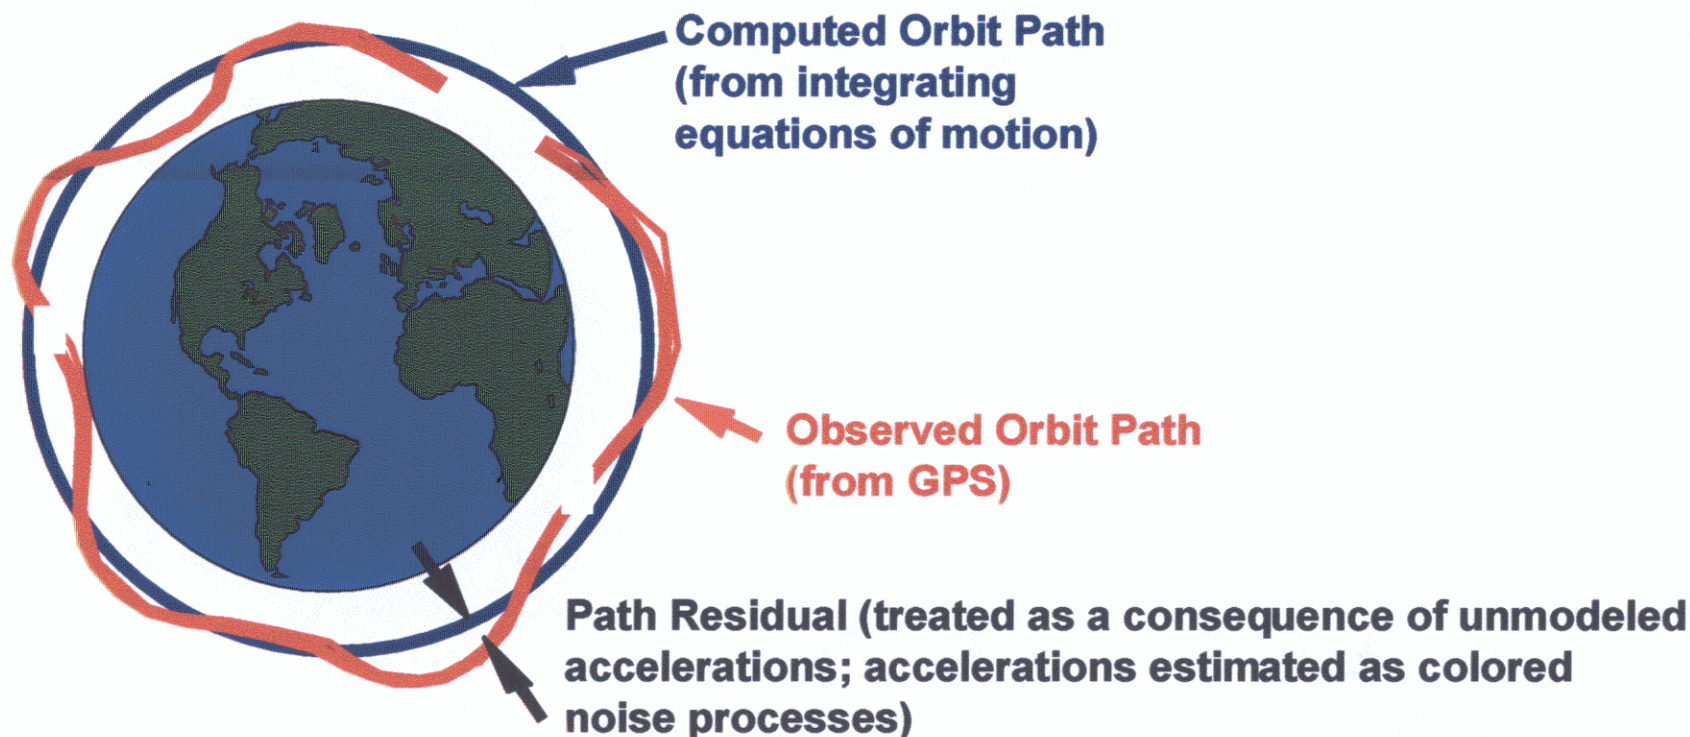 Computed Orbit Path
(from integrating
equations of motion)
Observed Orbit Path
(from GPS)
Path Residual (treated as a consequence of unmodeled
accelerations; accelerations estimated as colored
noise processes)